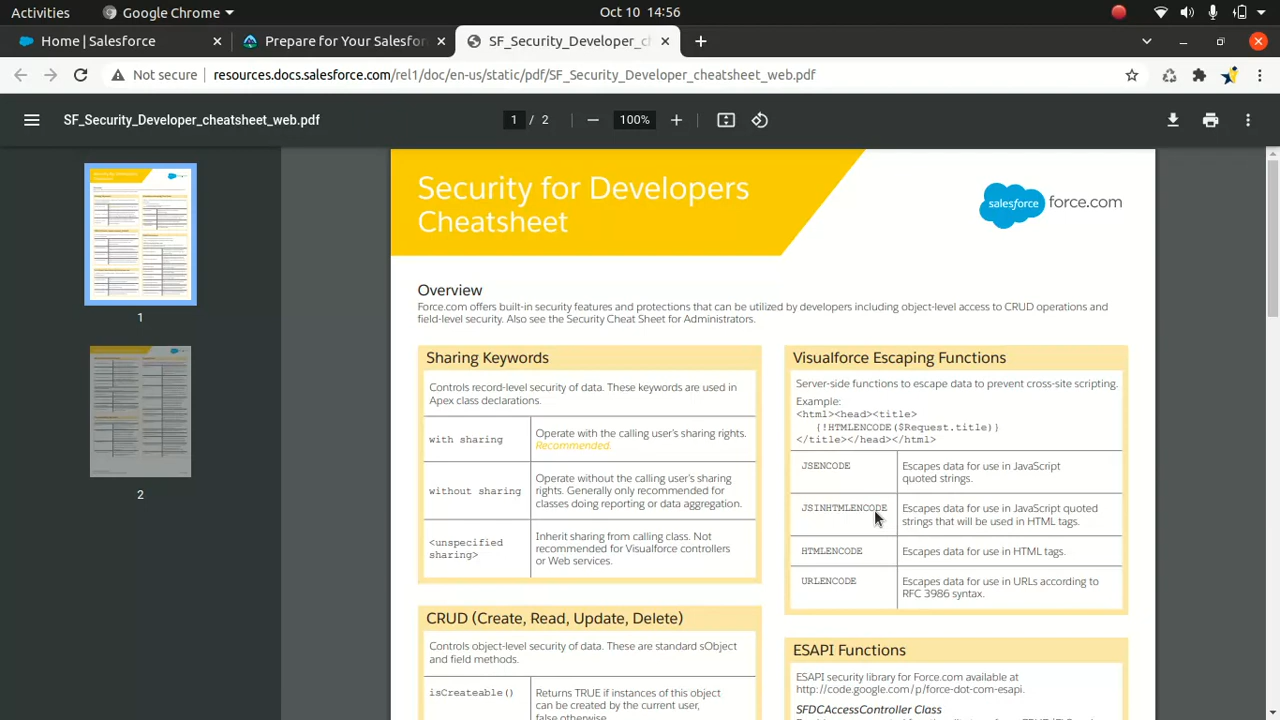 Activities
Google Chrome
Oct 10 14:56
Home | Salesforce
Prepare for Your Salesfor
SF_Security_Developer_c
Not secure
resources.docs.salesforce.com/rel1/doc/en-us/static/pdf/SF_Security_Developer_cheatsheet_web.pdf
SF_Security_Developer_cheatsheet_web.pdf
1 / 2
100%
1
2
Security for Developers
Cheatsheet
salesforce force.com
Overview
Force.com offers built-in security features and protections that can be utilized by developers including object-level access to CRUD operations and
field-level security. Also see the Security Cheat Sheet for Administrators.
Sharing Keywords
Controls record-level security of data. These keywords are used in
Apex class declarations.
with sharing
Operate with the calling user's sharing rights.
Recommended.
without sharing
Operate without the calling user's sharing
rights. Generally only recommended for
classes doing reporting or data aggregation.
<unspecified
sharing>
Inherit sharing from calling class. Not
recommended for Visualforce controllers
or Web services.
CRUD (Create, Read, Update, Delete)
Controls object-level security of data. These are standard sObject
and field methods.
isCreateable()
Returns TRUE if instances of this object
can be created by the current user,
false otherwise
Visualforce Escaping Functions
Server-side functions to escape data to prevent cross-site scripting.
Example:
<html><head><title>
{!HTMLENCODE($Request.title)}
</title></head></html>
JSENCODE
Escapes data for use in JavaScript
quoted strings.
JSINHTMLENCODE
Escapes data for use in JavaScript quoted
strings that will be used in HTML tags.
HTMLENCODE
Escapes data for use in HTML tags.
URLENCODE
Escapes data for use in URLs according to
RFC 3986 syntax.
ESAPI Functions
ESAPI security library for Force.com available at
http://code.google.com/p/force-dot-com-esapi.
SFDCAccessController Class